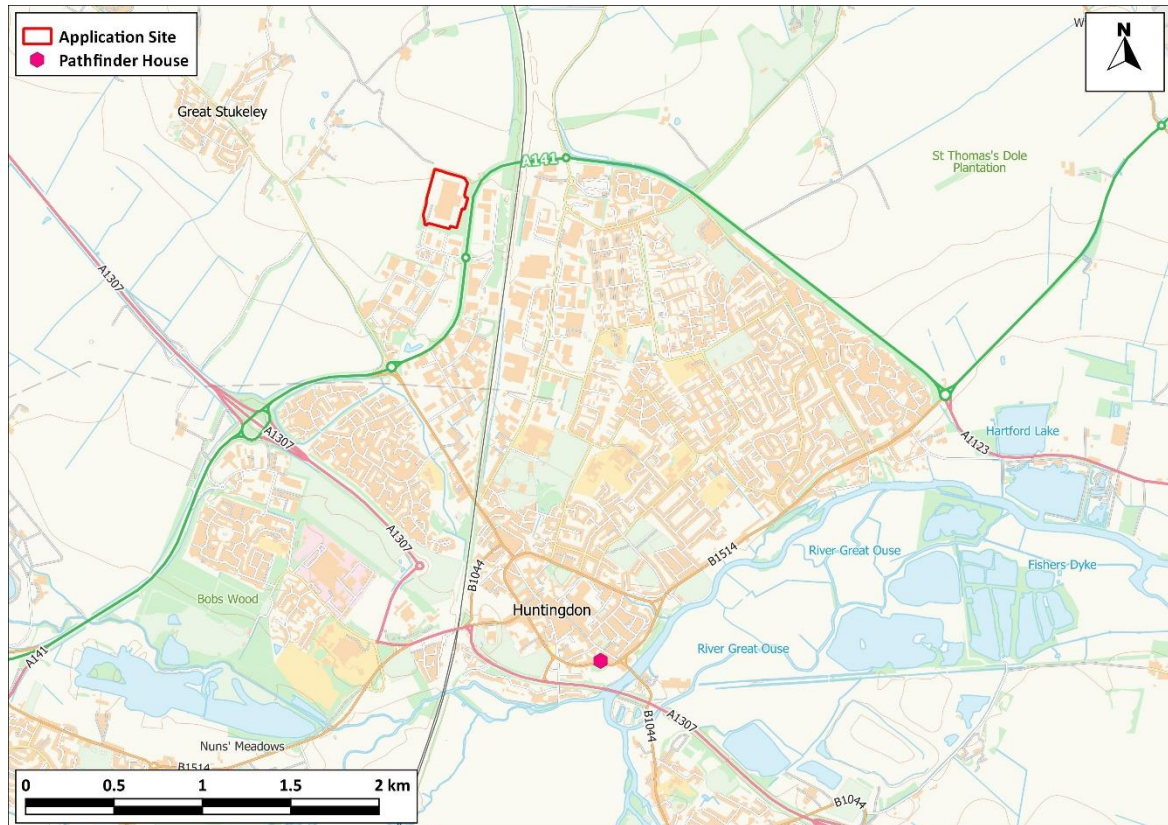 Application Site
Pathfinder House
N
W
Great Stukeley
A141
St Thomas's Dole
Plantation
A1307
A1307
Hartford Lake
A1123
A1307
B1044
B1514
River Great Ouse
Fishers Dyke
Bobs Wood
Huntingdon
A141
River Great Ouse
Nuns' Meadows
B1514
B1044
A1307
B1044
0 0.5 1 1.5 2 km